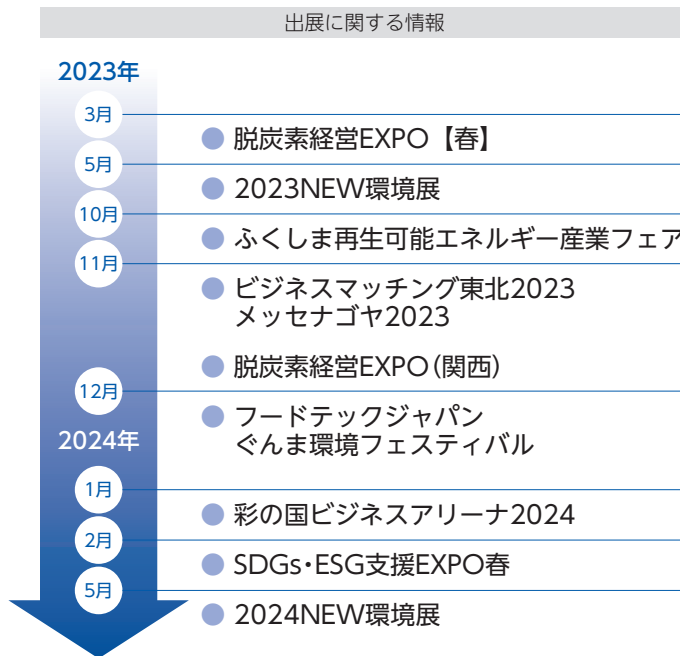 出展に関する情報
2023年
3月
● 脱炭素経営EXPO【春】
5月
● 2023NEW環境展
10月
● ふくしま再生可能エネルギー産業フェア
11月
● ビジネスマッチング東北2023
メッセナゴヤ2023
● 脱炭素経営EXPO(関西)
12月
● フードテックジャパン
ぐんま環境フェスティバル
2024年
1月
● 彩の国ビジネスアリーナ2024
2月
● SDGs・ESG支援EXPO春
5月
● 2024NEW環境展